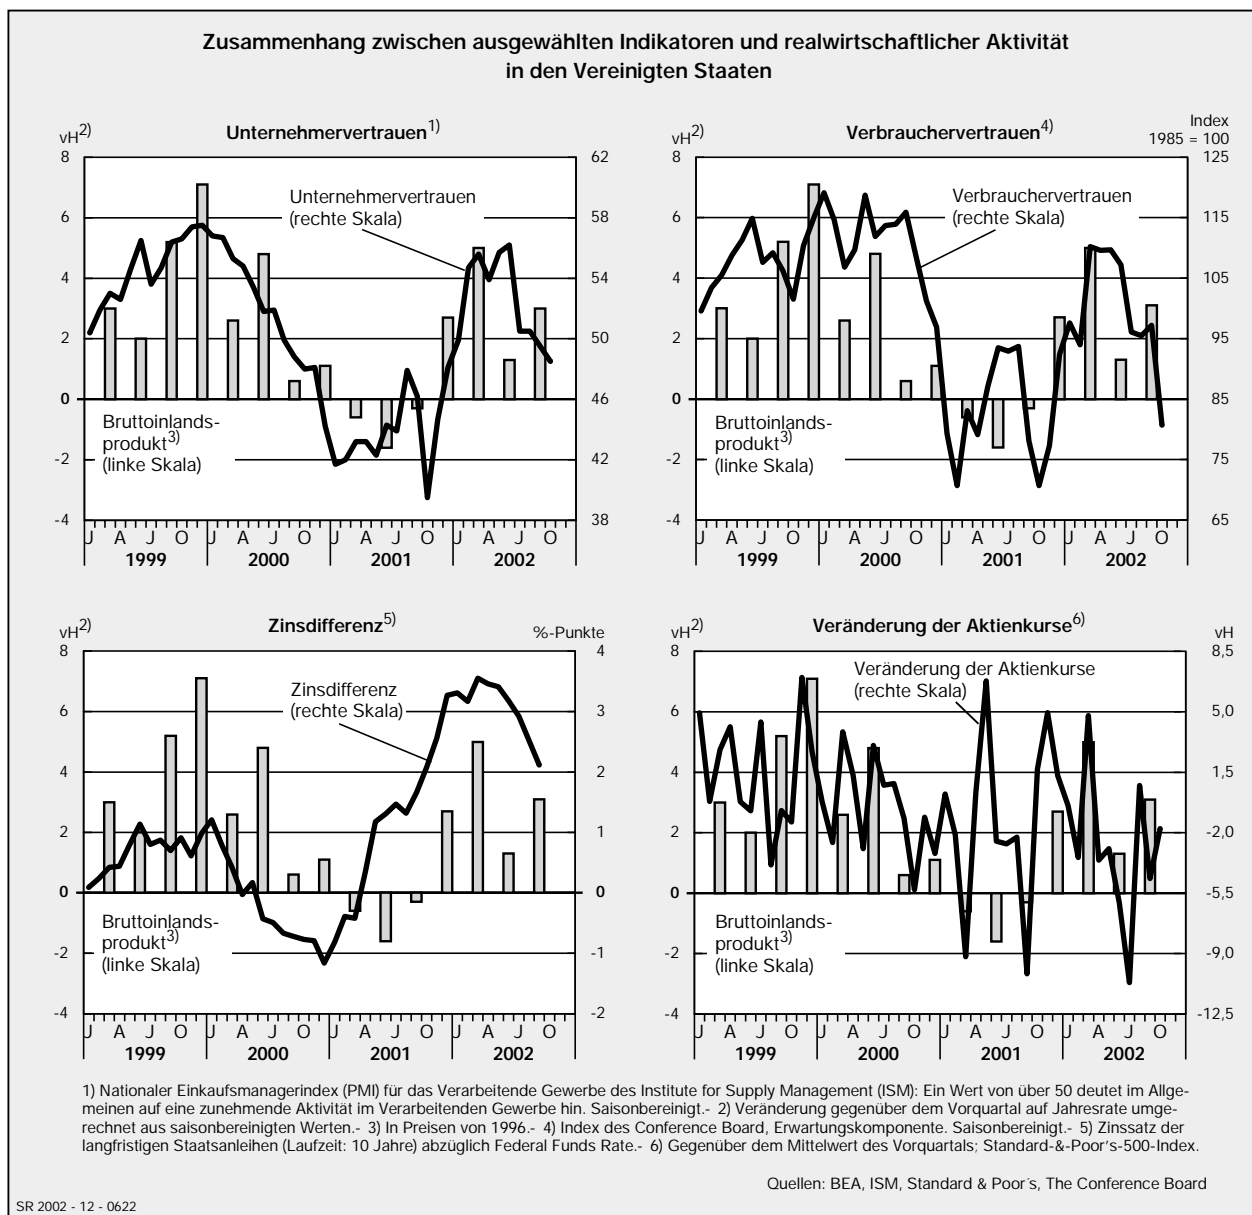 Zusammenhang zwischen ausgewählten Indikatoren und realwirtschaftlicher Aktivität
in den Vereinigten Staaten
Unternehmervertrauen1)
vH2)
8
6
4
2
0
-2
-4
62
58
54
50
46
42
38
Unternehmervertrauen
(rechte Skala)
Bruttoinlands-
produkt3)
(linke Skala)
J A J O J A J O J A J O J A J O
1999 2000 2001 2002
Verbrauchervertrauen4)
vH2)
Index
1985 = 100
8
6
4
2
0
-2
-4
125
115
105
95
85
75
65
Verbrauchervertrauen
(rechte Skala)
Bruttoinlands-
produkt3)
(linke Skala)
J A J O J A J O J A J O J A J O
1999 2000 2001 2002
Zinsdifferenz5)
vH2)
%-Punkte
8
6
4
2
0
-2
-4
4
3
2
1
0
-1
-2
Zinsdifferenz
(rechte Skala)
Bruttoinlands-
produkt3)
(linke Skala)
J A J O J A J O J A J O J A J O
1999 2000 2001 2002
Veränderung der Aktienkurse6)
vH2)
vH
8
6
4
2
0
-2
-4
8,5
5,0
1,5
-2,0
-5,5
-9,0
-12,5
Veränderung der Aktienkurse
(rechte Skala)
Bruttoinlands-
produkt3)
(linke Skala)
J A J O J A J O J A J O J A J O
1999 2000 2001 2002
1) Nationaler Einkaufsmanagerindex (PMI) für das Verarbeitende Gewerbe des Institute for Supply Management (ISM): Ein Wert von über 50 deutet im Allge-
meinen auf eine zunehmende Aktivität im Verarbeitenden Gewerbe hin. Saisonbereinigt.- 2) Veränderung gegenüber dem Vorquartal auf Jahresrate umge-
rechnet aus saisonbereinigten Werten.- 3) In Preisen von 1996.- 4) Index des Conference Board, Erwartungskomponente. Saisonbereinigt.- 5) Zinssatz der
langfristigen Staatsanleihen (Laufzeit: 10 Jahre) abzüglich Federal Funds Rate.- 6) Gegenüber dem Mittelwert des Vorquartals; Standard-&-Poor's-500-Index.
Quellen: BEA, ISM, Standard & Poor´s, The Conference Board
SR 2002 - 12 - 0622